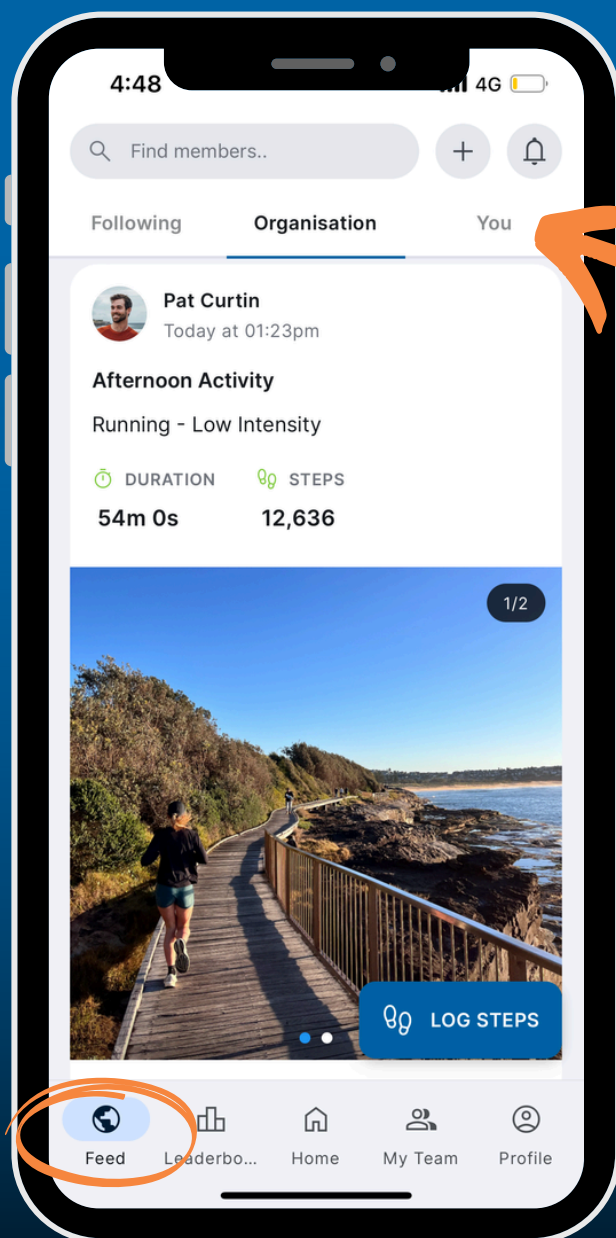 4:48
4G
Find members..
Following Organisation You
Pat Curtin
Today at 01:23pm
Afternoon Activity
Running - Low Intensity
DURATION STEPS
54m 0s 12,636
1/2
LOG STEPS
Feed Leaderbo... Home My Team Profile